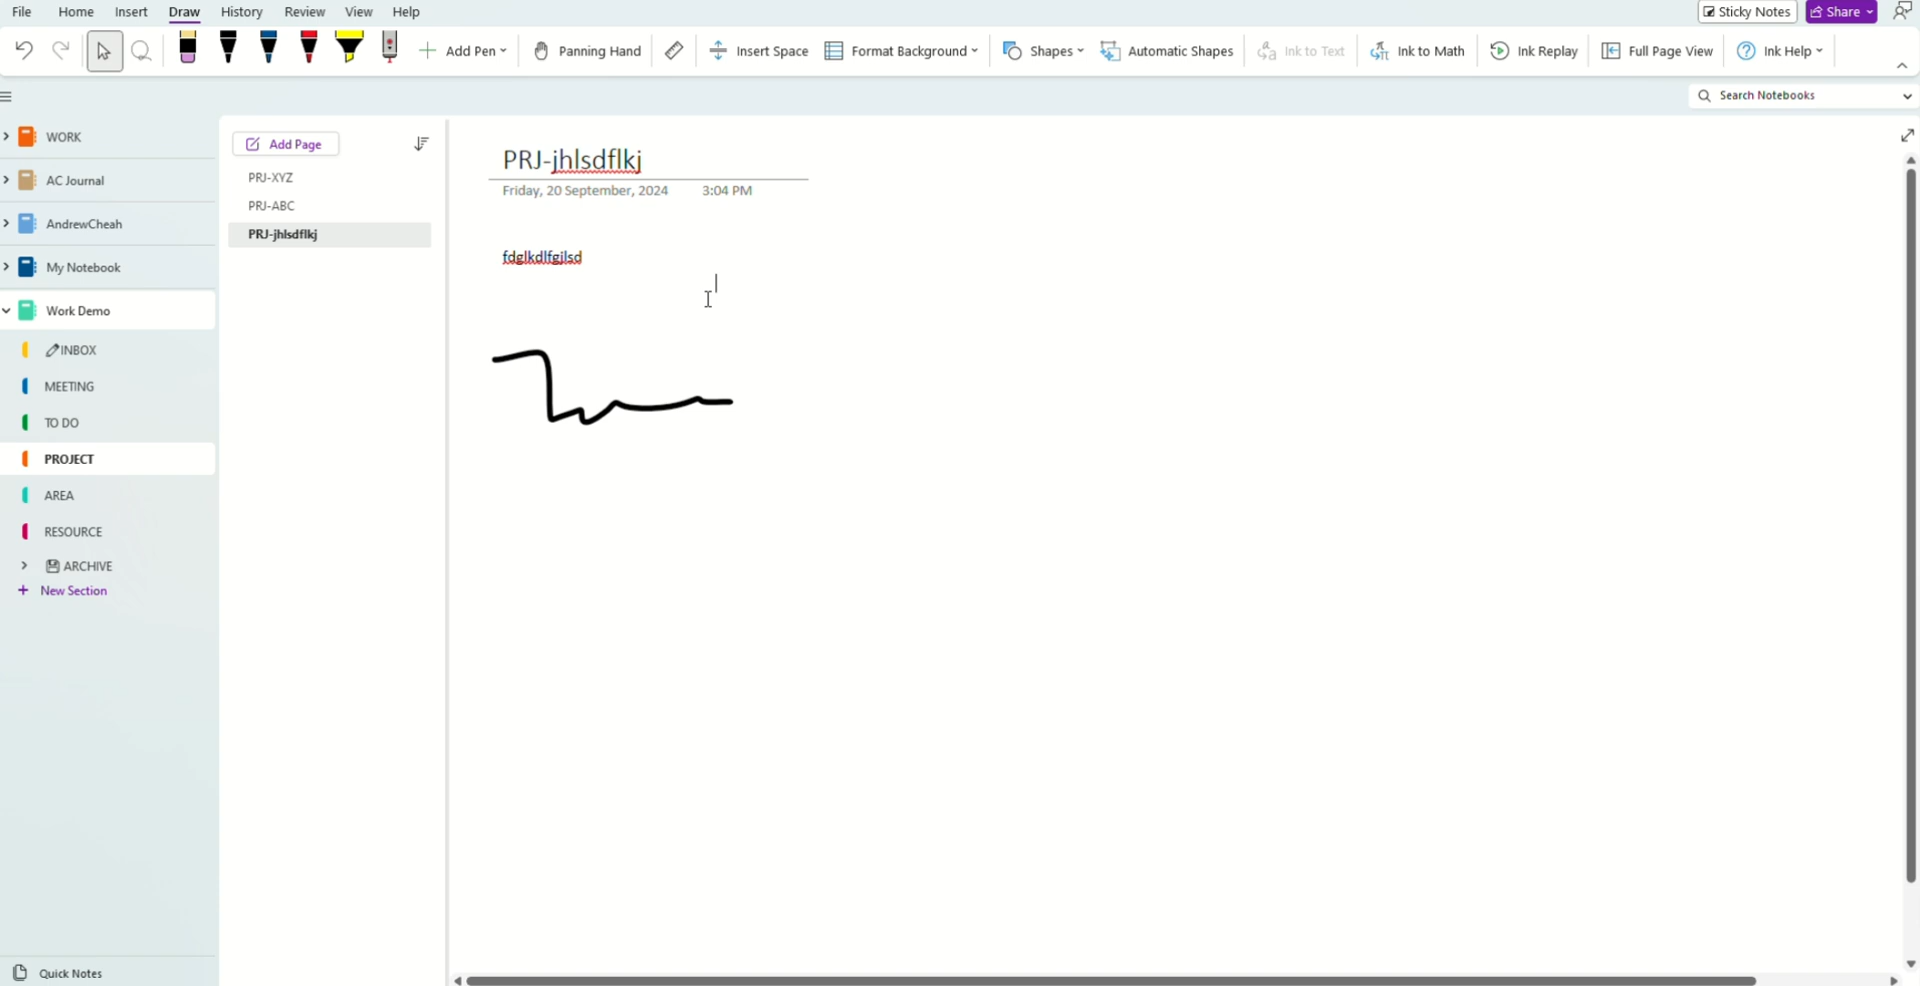 File Home Insert Draw History Review View Help Sticky Notes Share
Add Pen Panning Hand Insert Space Format Background Shapes Automatic Shapes Ink to Text Ink to Math Ink Replay Full Page View Ink Help
Search Notebooks
WORK
AC Journal
AndrewCheah
My Notebook
Work Demo
INBOX
MEETING
TO DO
PROJECT
AREA
RESOURCE
ARCHIVE
New Section
Quick Notes
Add Page
PRJ-XYZ
PRJ-ABC
PRJ-jhlsdflkj
PRJ-jhlsdflkj
Friday, 20 September, 2024 3:04 PM